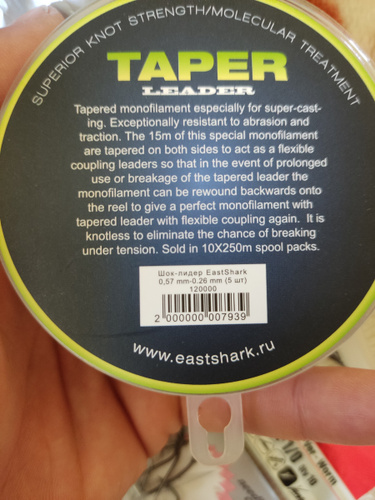 SUPERIOR KNOT STRENGTH/MOLECULAR TREATMENT
TAPER
LEADER
Tapered monofilament especially for super-cast-
ing. Exceptionally resistant to abrasion and
traction. The 15m of this special monofilament
are tapered on both sides to act as a flexible
coupling leaders so that in the event of prolonged
use or breakage of the tapered leader the
monofilament can be rewound backwards onto
the reel to give a perfect monofilament with
tapered leader with flexible coupling again. It is
knotless to eliminate the chance of breaking
under tension. Sold in 10X250m spool packs.
Шок-лидер EastShark
0,57 mm-0.26 mm (5 шт)
120000
2 000000 007939
www.eastshark.ru